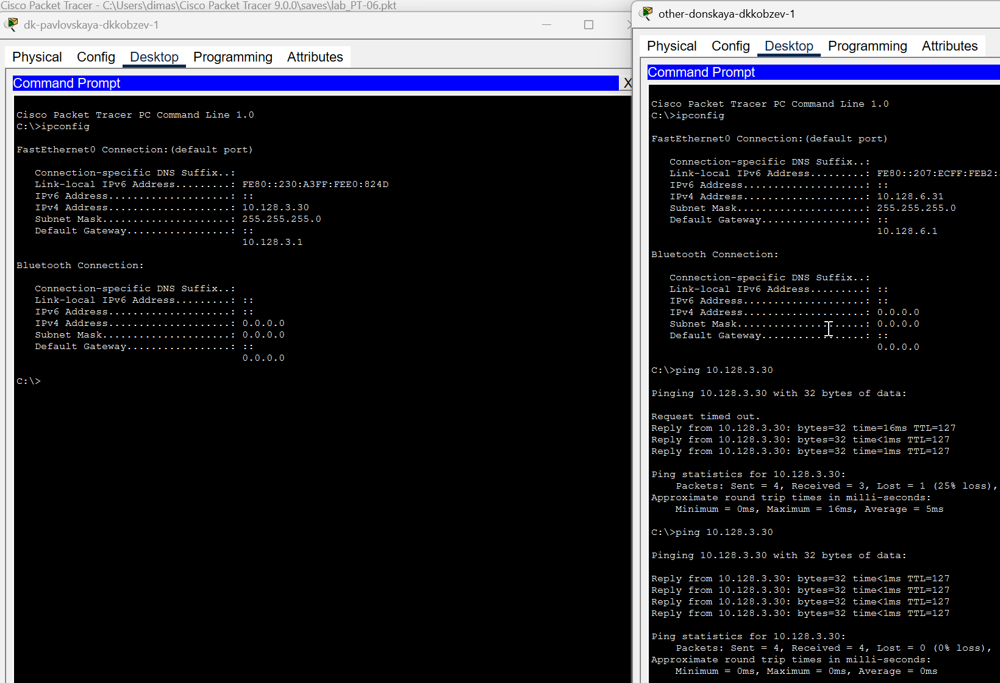 Cisco Packet Tracer - C:\Users\dimas\Cisco Packet Tracer 9.0.0\saves\lab_PT-06.pkt
dk-pavlovskaya-dkkobzev-1
Physical Config Desktop Programming Attributes
Command Prompt
X
Cisco Packet Tracer PC Command Line 1.0
C:\>ipconfig
FastEthernet0 Connection:(default port)
Connection-specific DNS Suffix..:
Link-local IPv6 Address.........: FE80::230:A3FF:FEE0:824D
IPv6 Address....................: ::
IPv4 Address....................: 10.128.3.30
Subnet Mask.....................: 255.255.255.0
Default Gateway.................: ::
10.128.3.1
Bluetooth Connection:
Connection-specific DNS Suffix..:
Link-local IPv6 Address.........: ::
IPv6 Address....................: ::
IPv4 Address....................: 0.0.0.0
Subnet Mask.....................: 0.0.0.0
Default Gateway.................: ::
0.0.0.0
C:\>
other-donskaya-dkkobzev-1
Physical Config Desktop Programming Attributes
Command Prompt
Cisco Packet Tracer PC Command Line 1.0
C:\>ipconfig
FastEthernet0 Connection:(default port)
Connection-specific DNS Suffix..:
Link-local IPv6 Address.........: FE80::207:ECFF:FEB2:
IPv6 Address....................: ::
IPv4 Address....................: 10.128.6.31
Subnet Mask.....................: 255.255.255.0
Default Gateway.................: ::
10.128.6.1
Bluetooth Connection:
Connection-specific DNS Suffix..:
Link-local IPv6 Address.........: ::
IPv6 Address....................: ::
IPv4 Address....................: 0.0.0.0
Subnet Mask.....................: 0.0.0.0
Default Gateway.................: ::
0.0.0.0
C:\>ping 10.128.3.30
Pinging 10.128.3.30 with 32 bytes of data:
Request timed out.
Reply from 10.128.3.30: bytes=32 time=16ms TTL=127
Reply from 10.128.3.30: bytes=32 time<1ms TTL=127
Reply from 10.128.3.30: bytes=32 time=1ms TTL=127
Ping statistics for 10.128.3.30:
Packets: Sent = 4, Received = 3, Lost = 1 (25% loss),
Approximate round trip times in milli-seconds:
Minimum = 0ms, Maximum = 16ms, Average = 5ms
C:\>ping 10.128.3.30
Pinging 10.128.3.30 with 32 bytes of data:
Reply from 10.128.3.30: bytes=32 time<1ms TTL=127
Reply from 10.128.3.30: bytes=32 time<1ms TTL=127
Reply from 10.128.3.30: bytes=32 time<1ms TTL=127
Reply from 10.128.3.30: bytes=32 time<1ms TTL=127
Ping statistics for 10.128.3.30:
Packets: Sent = 4, Received = 4, Lost = 0 (0% loss),
Approximate round trip times in milli-seconds:
Minimum = 0ms, Maximum = 0ms, Average = 0ms